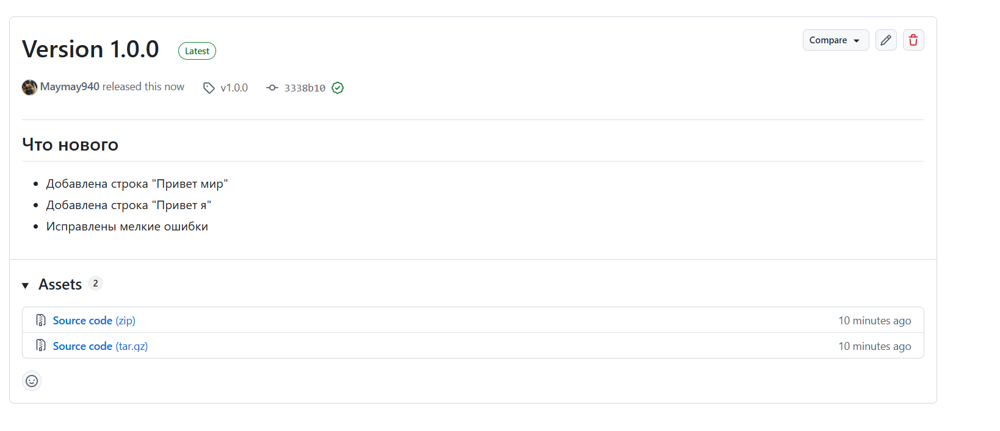 Version 1.0.0 Latest
Compare
Maymay940 released this now v1.0.0 3338b10
Что нового
Добавлена строка "Привет мир"
Добавлена строка "Привет я"
Исправлены мелкие ошибки
Assets 2
Source code (zip) 10 minutes ago
Source code (tar.gz) 10 minutes ago